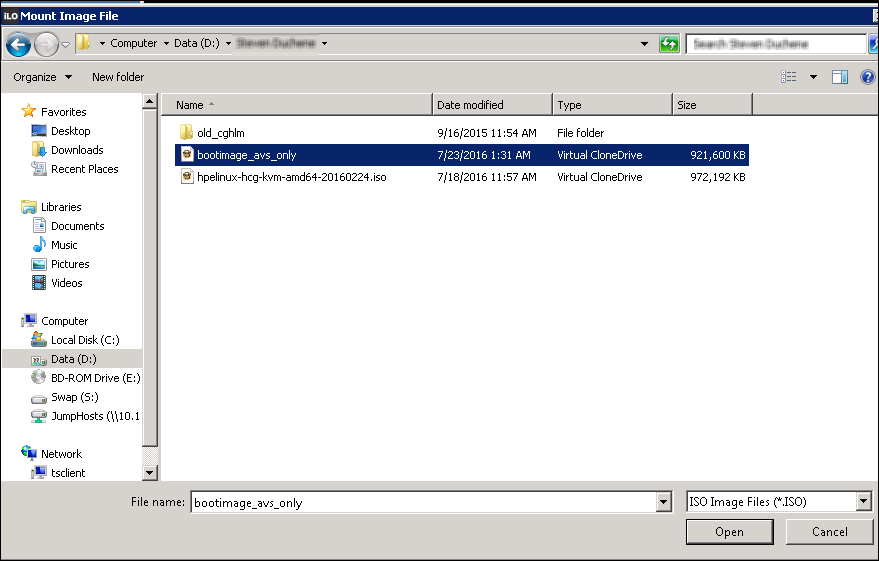 iLO Mount Image File
Computer Data (D:)
Organize New folder
Favorites
Desktop
Downloads
Recent Places
Libraries
Documents
Music
Pictures
Videos
Computer
Local Disk (C:)
Data (D:)
BD-ROM Drive (E:)
Swap (S:)
JumpHosts (\\10.1
Network
tsclient
Name Date modified Type Size
old_cghlm 9/16/2015 11:54 AM File folder
bootimage_avs_only 7/23/2016 1:31 AM Virtual CloneDrive 921,600 KB
hpelinux-hcg-kvm-amd64-20160224.iso 7/18/2016 11:57 AM Virtual CloneDrive 972,192 KB
File name: bootimage_avs_only ISO Image Files (*.ISO)
Open Cancel